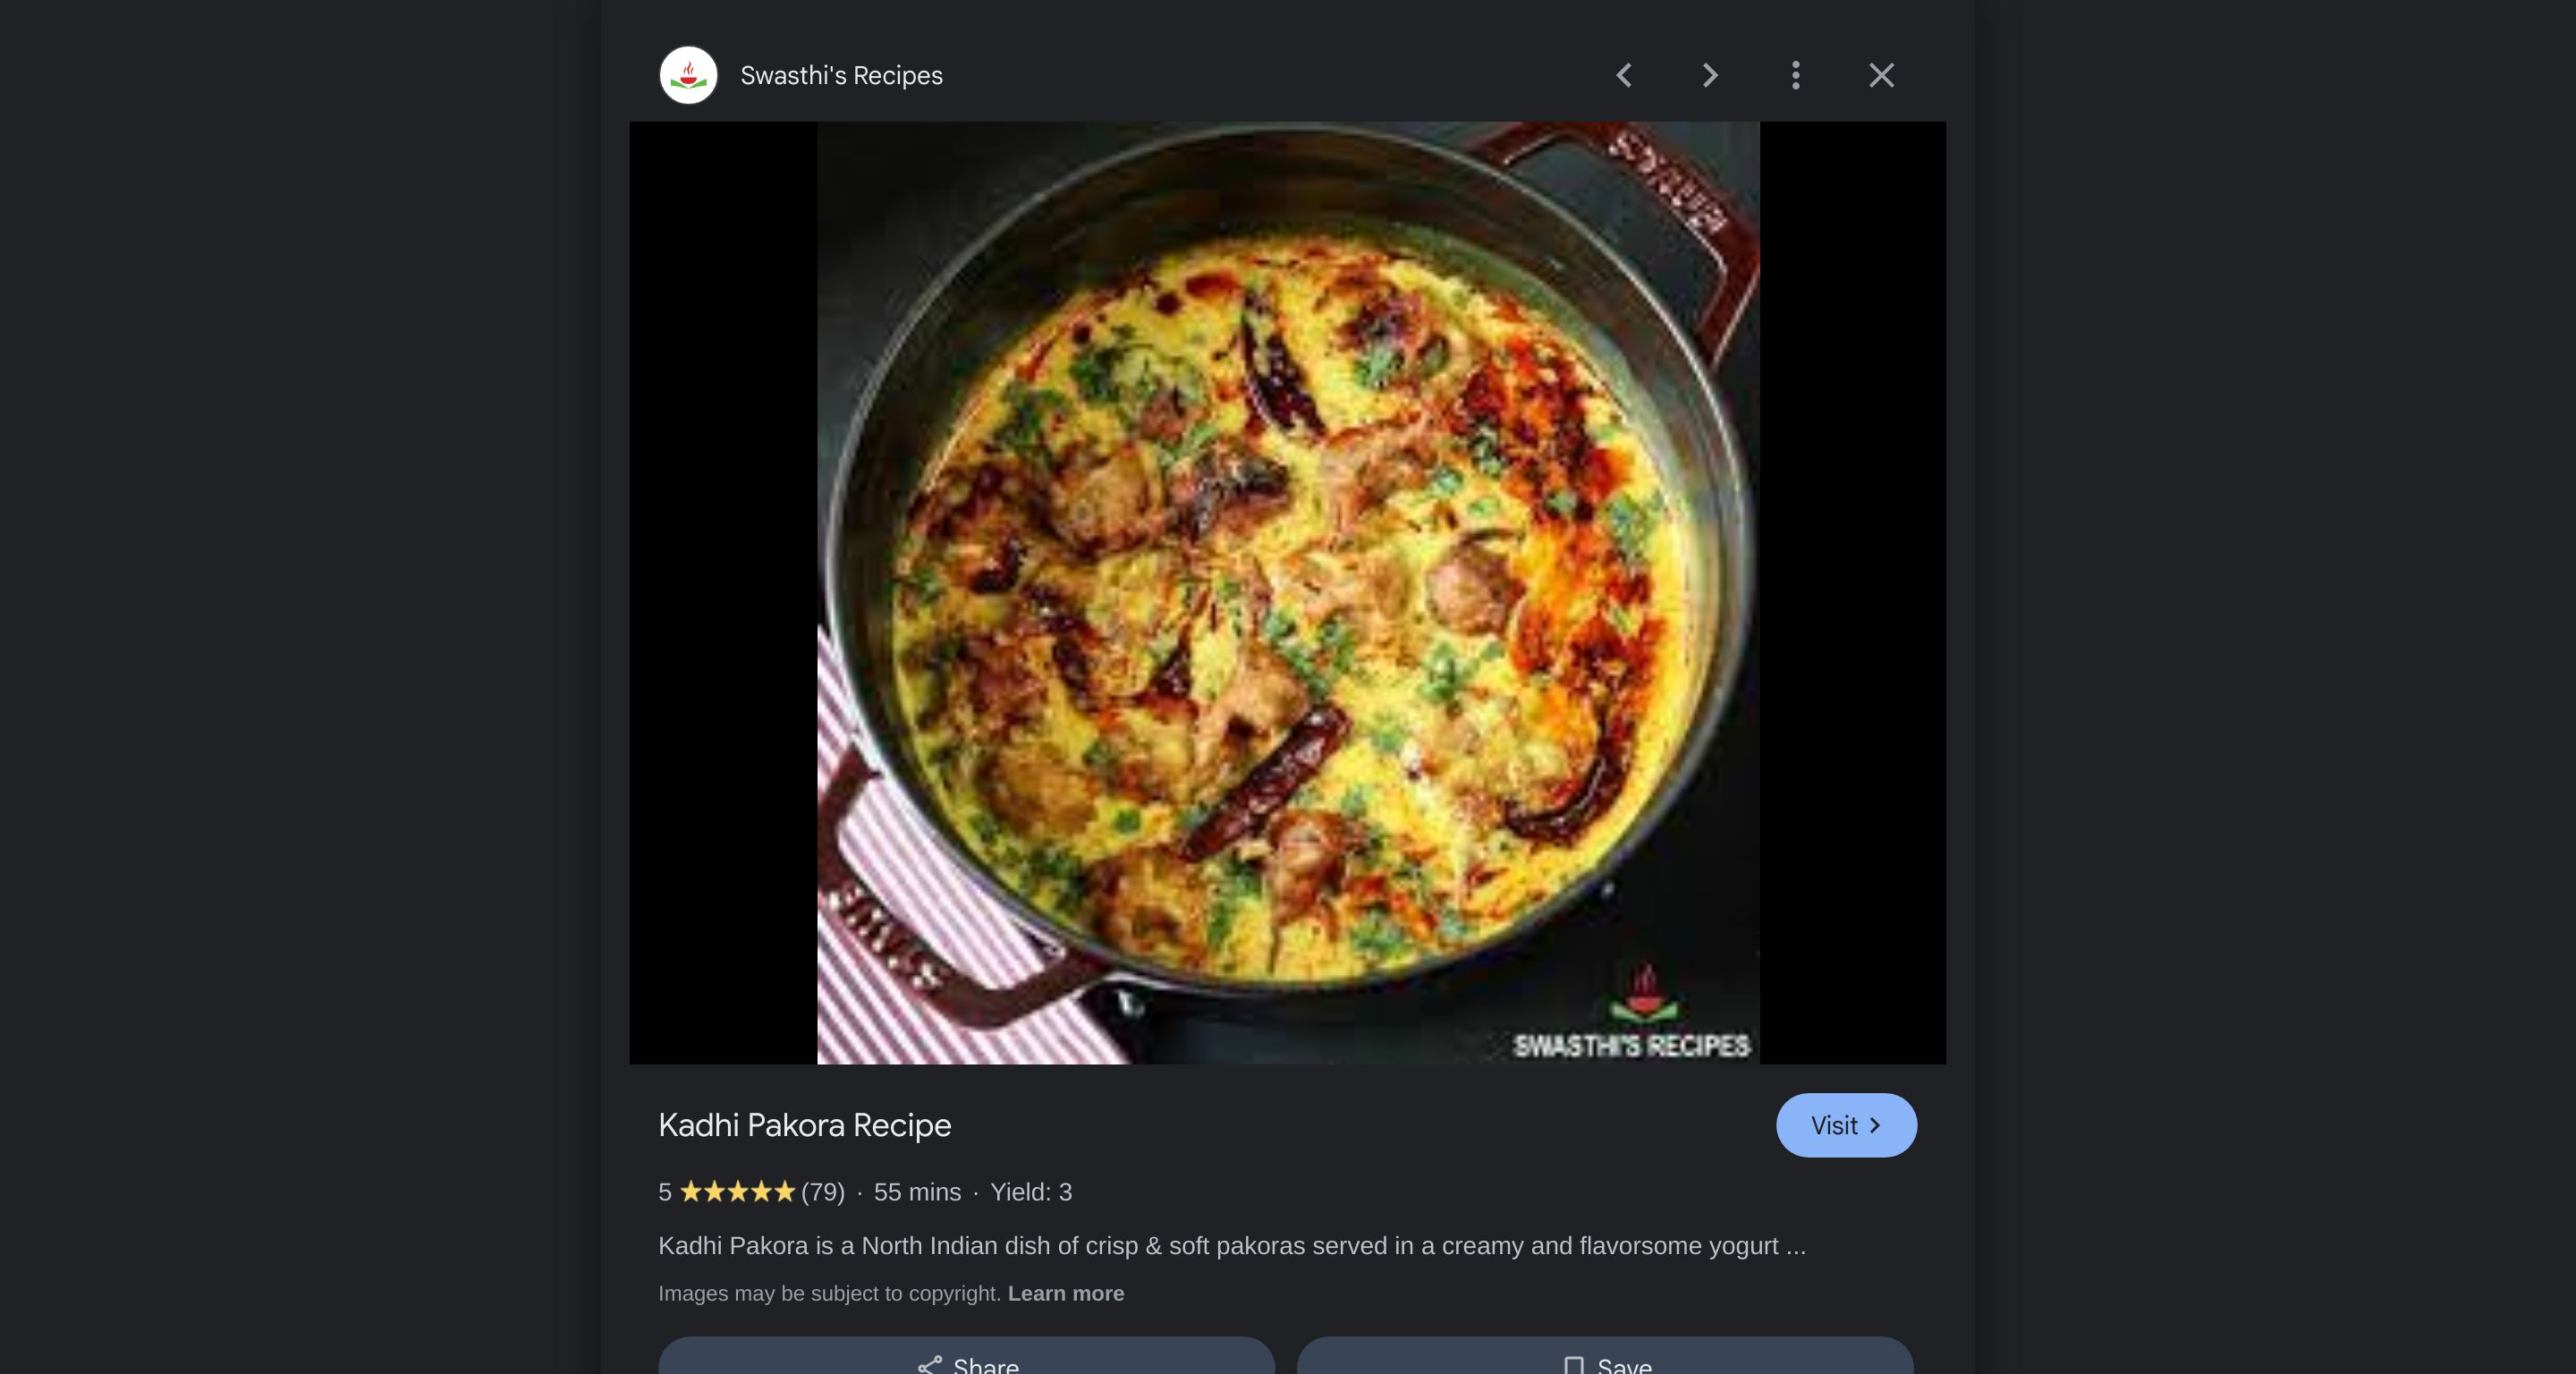 Swasthi's Recipes
STAUB
STAUB
SWASTHI'S RECIPES
Kadhi Pakora Recipe
Visit
5 (79) · 55 mins · Yield: 3
Kadhi Pakora is a North Indian dish of crisp & soft pakoras served in a creamy and flavorsome yogurt ...
Images may be subject to copyright. Learn more
Share
Save